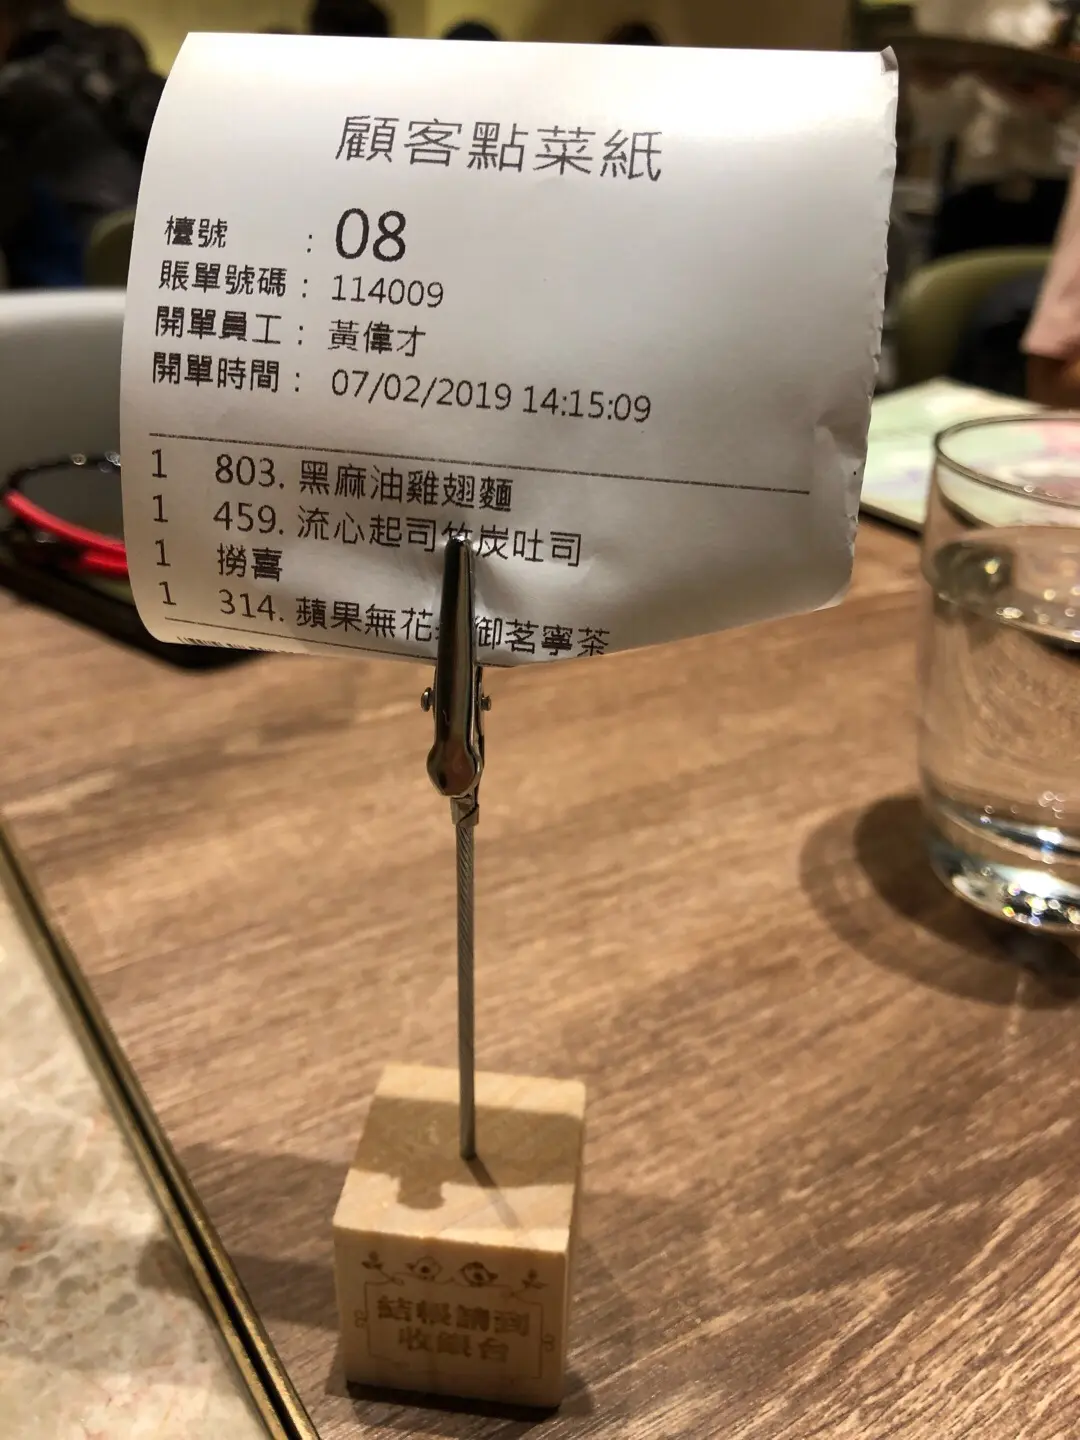 顧客點菜紙
檯號 : 08
賬單號碼 : 114009
開單員工 : 黃偉才
開單時間 : 07/02/2019 14:15:09
1 803. 黑麻油雞翅麵
1 459. 流心起司竹炭吐司
1 撈喜
1 314. 蘋果無花 御茗寧茶
結帳請到
收銀台